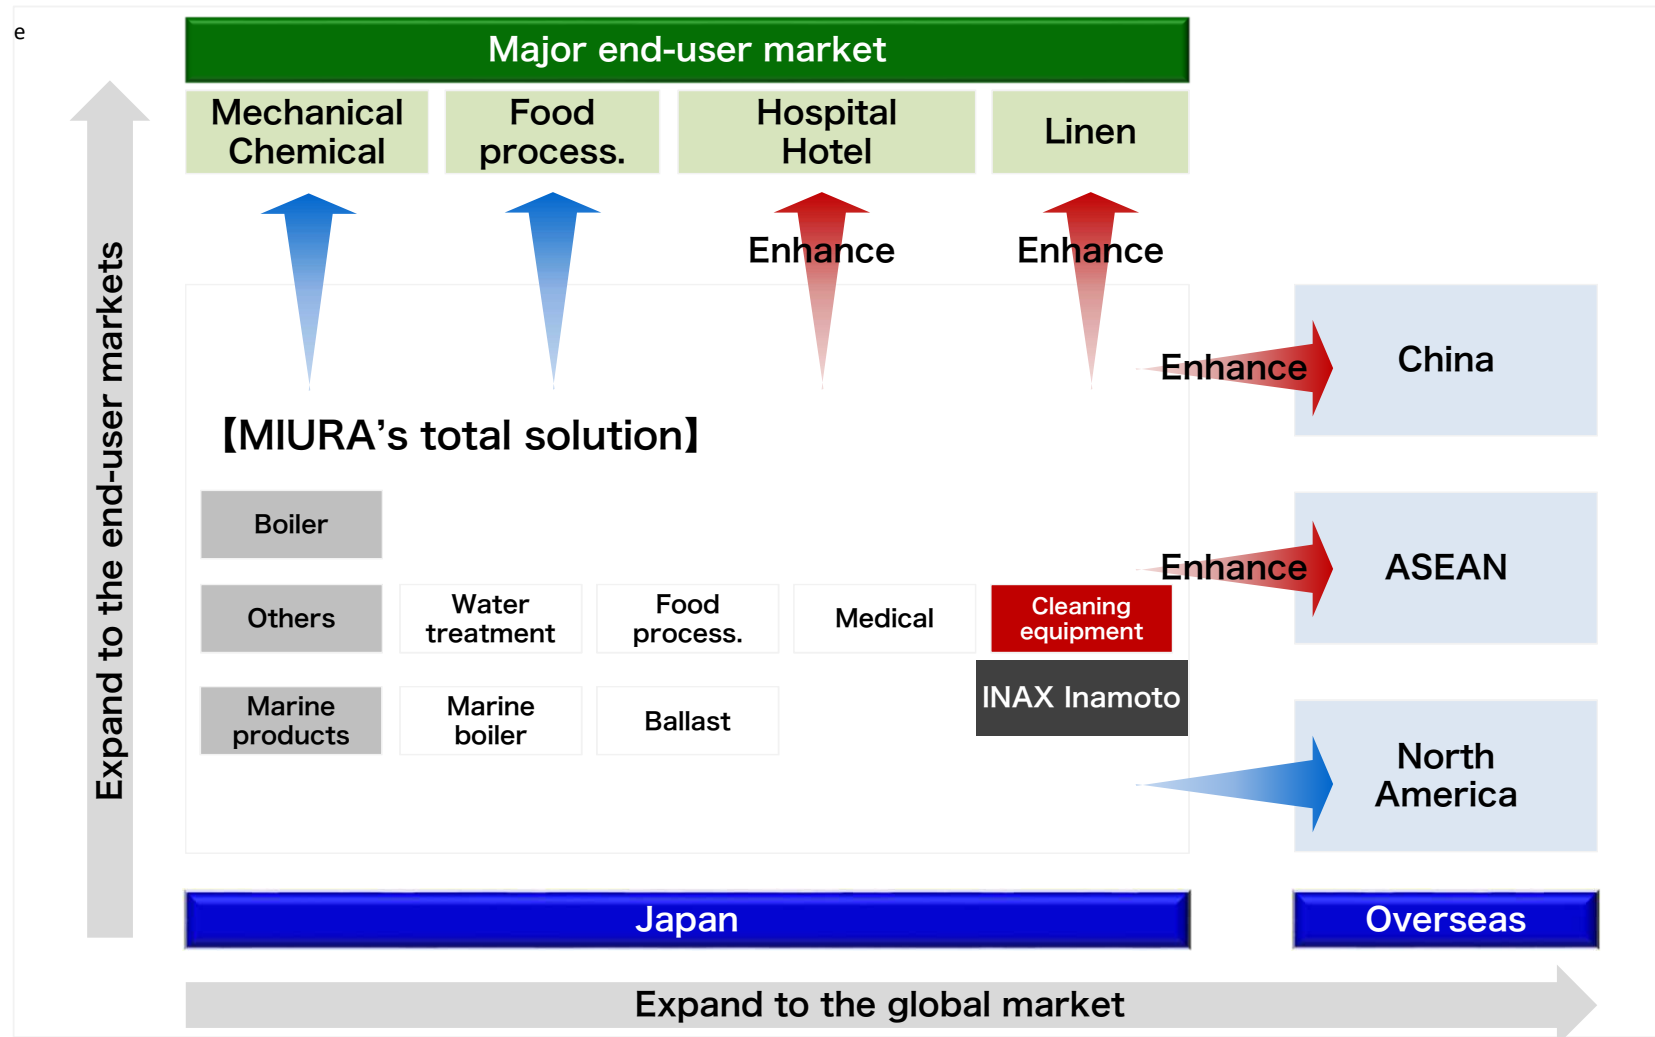 e
Major end-user market
Mechanical
Chemical
Food
process.
Hospital
Hotel
Linen
Expand to the end-user markets
Enhance
Enhance
Enhance
China
【MIURA’s total solution】
Boiler
Enhance
ASEAN
Others
Water
treatment
Food
process.
Medical
Cleaning
equipment
INAX Inamoto
Marine
products
Marine
boiler
Ballast
North
America
Japan
Overseas
Expand to the global market